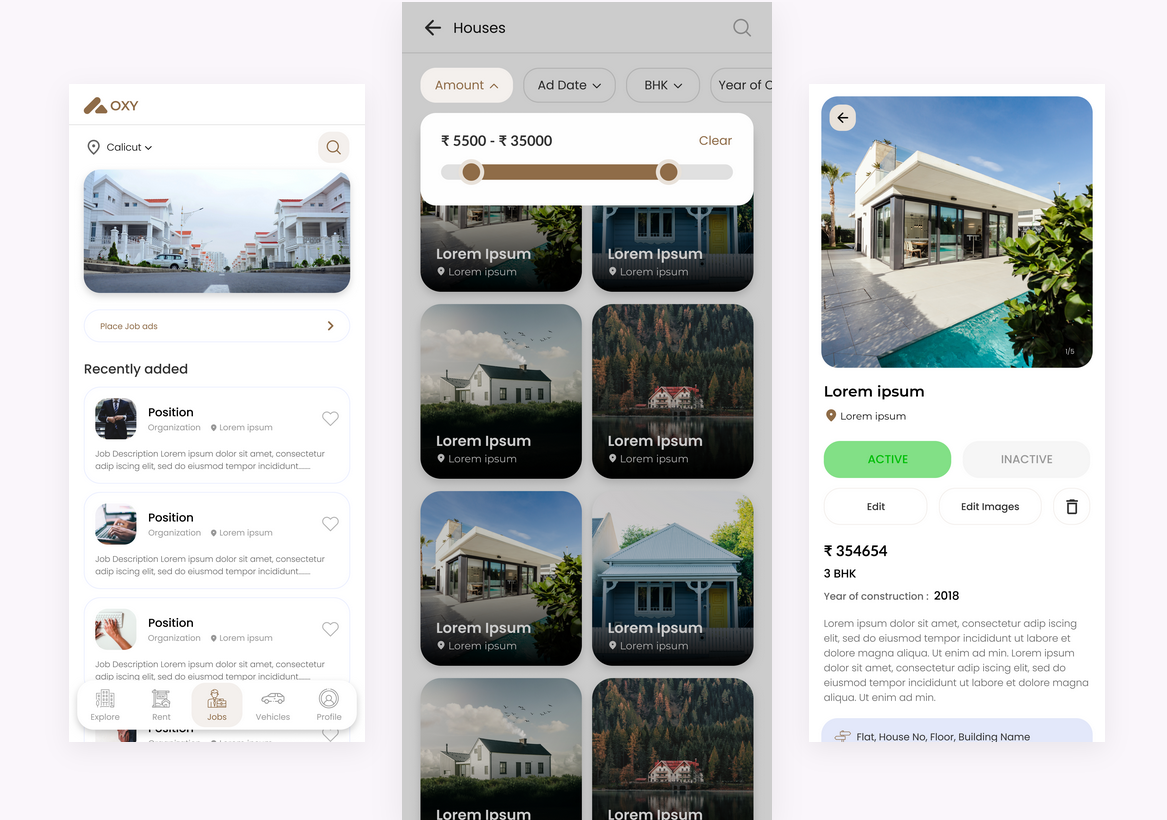 OXY
Calicut
Place Job ads
Recently added
Position
Organization Lorem ipsum
Job Description Lorem ipsum dolor sit amet, consectetur
adip iscing elit, sed do eiusmod tempor incididunt......
Position
Organization Lorem ipsum
Job Description Lorem ipsum dolor sit amet, consectetur
adip iscing elit, sed do eiusmod tempor incididunt......
Position
Organization Lorem ipsum
Job Description Lorem ipsum dolor sit amet, consectetur
adip iscing elit, sed do eiusmod tempor incididunt......
Explore Rent Jobs Vehicles Profile
Position
Organization Lorem ipsum
Houses
Amount Ad Date BHK Year of C
₹ 5500 - ₹ 35000 Clear
Lorem Ipsum
Lorem ipsum
Lorem Ipsum
Lorem ipsum
Lorem Ipsum
Lorem ipsum
Lorem Ipsum
Lorem ipsum
Lorem Ipsum
Lorem ipsum
Lorem Ipsum
Lorem ipsum
Lorem Ipsum
Lorem Ipsum
1/5
Lorem ipsum
Lorem ipsum
ACTIVE INACTIVE
Edit Edit Images
₹ 354654
3 BHK
Year of construction : 2018
Lorem ipsum dolor sit amet, consectetur adip iscing
elit, sed do eiusmod tempor incididunt ut labore et
dolore magna aliqua. Ut enim ad min. Lorem ipsum
dolor sit amet, consectetur adip iscing elit, sed do
eiusmod tempor incididunt ut labore et dolore magna
aliqua. Ut enim ad min.
Flat, House No, Floor, Building Name